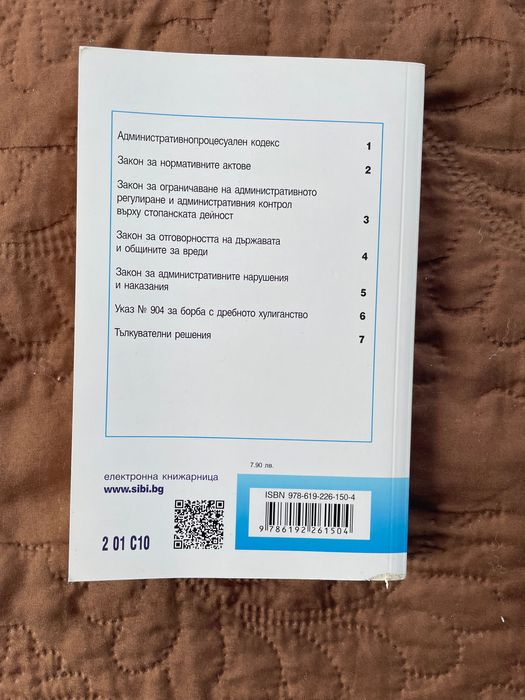 Административнопроцесуален кодекс 1
Закон за нормативните актове 2
Закон за ограничаване на административното
регулиране и административния контрол
върху стопанската дейност 3
Закон за отговорността на държавата
и общините за вреди 4
Закон за административните нарушения
и наказания 5
Указ № 904 за борба с дребното хулиганство 6
Тълкувателни решения 7
7.90 лв.
електронна книжарница
www.sibi.bg
2 01 С10
ISBN 978-619-226-150-4
9 786192 261504